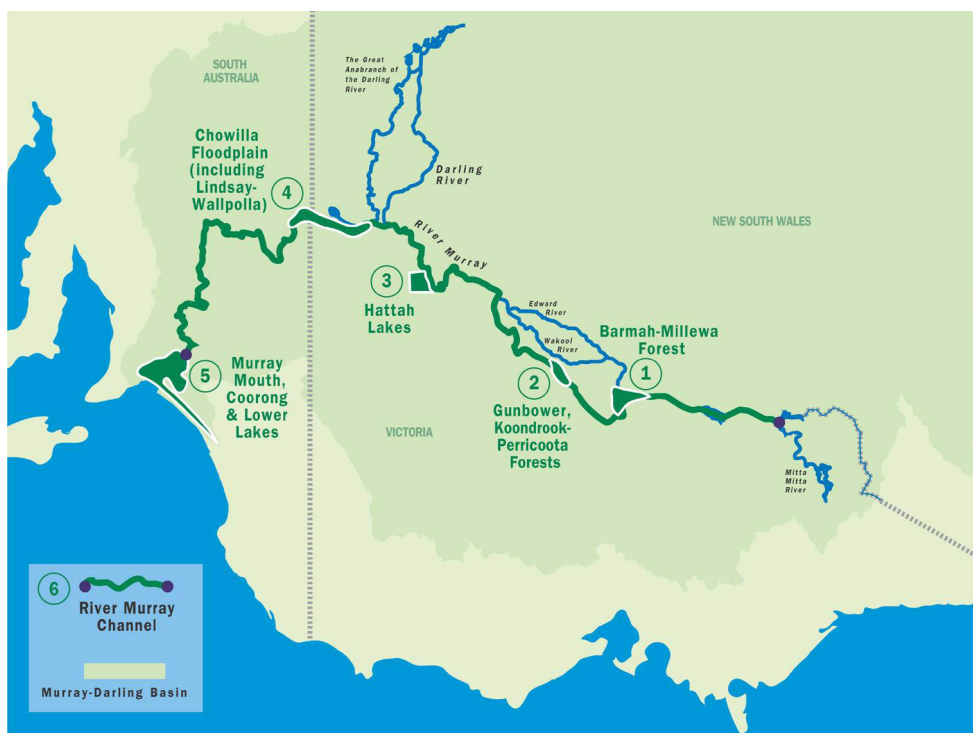 The Great
Anabranch of
the Darling
River
SOUTH
AUSTRALIA
Chowilla
Floodplain
(including
Lindsay-
Wallpolla)
4
Darling
River
River Murray
NEW SOUTH WALES
3
Hattah
Lakes
Edward
River
Wakool
River
Barmah-Millewa
Forest
1
2
Gunbower,
Koondrook-
Perricoota
Forests
5
Murray
Mouth,
Coorong
& Lower
Lakes
VICTORIA
Mitta
Mitta
River
6
River Murray
Channel
Murray-Darling Basin